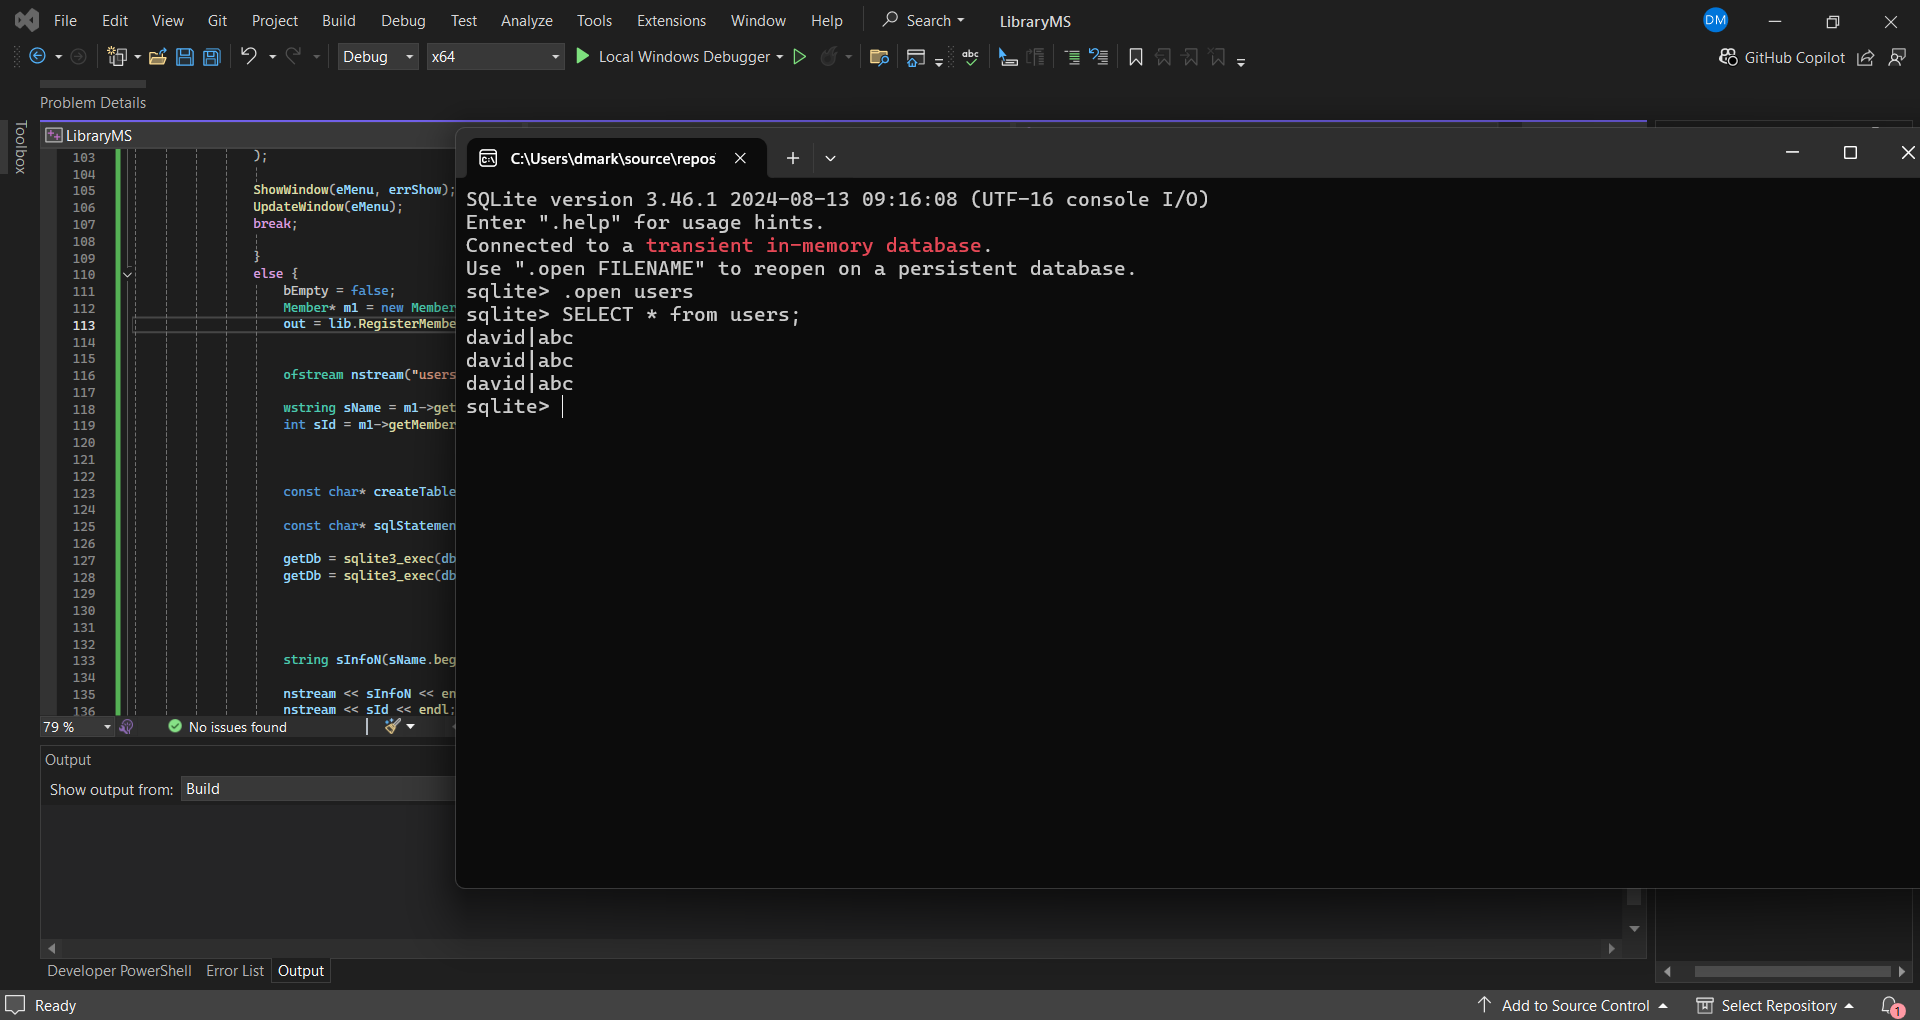 File Edit View Git Project Build Debug Test Analyze Tools Extensions Window Help Search LibraryMS DM
Debug x64 Local Windows Debugger abc GitHub Copilot
Problem Details
Toolbox
LibraryMS
103 );
104
105 ShowWindow(eMenu, errShow);
106 UpdateWindow(eMenu);
107 break;
108
109 }
110 else {
111 bEmpty = false;
112 Member* m1 = new Member
113 out = lib.RegisterMembe
114
115
116 ofstream nstream("users
117
118 wstring sName = m1->get
119 int sId = m1->getMember
120
121
122
123 const char* createTable
124
125 const char* sqlStatemen
126
127 getDb = sqlite3_exec(db
128 getDb = sqlite3_exec(db
129
130
131
132
133 string sInfoN(sName.beg
134
135 nstream << sInfoN << en
136 nstream << sId << endl;
79 % No issues found
C:\Users\dmark\source\repos
SQLite version 3.46.1 2024-08-13 09:16:08 (UTF-16 console I/O)
Enter ".help" for usage hints.
Connected to a transient in-memory database.
Use ".open FILENAME" to reopen on a persistent database.
sqlite> .open users
sqlite> SELECT * from users;
david|abc
david|abc
david|abc
sqlite>
Output
Show output from: Build
Developer PowerShell Error List Output
Ready Add to Source Control Select Repository 1